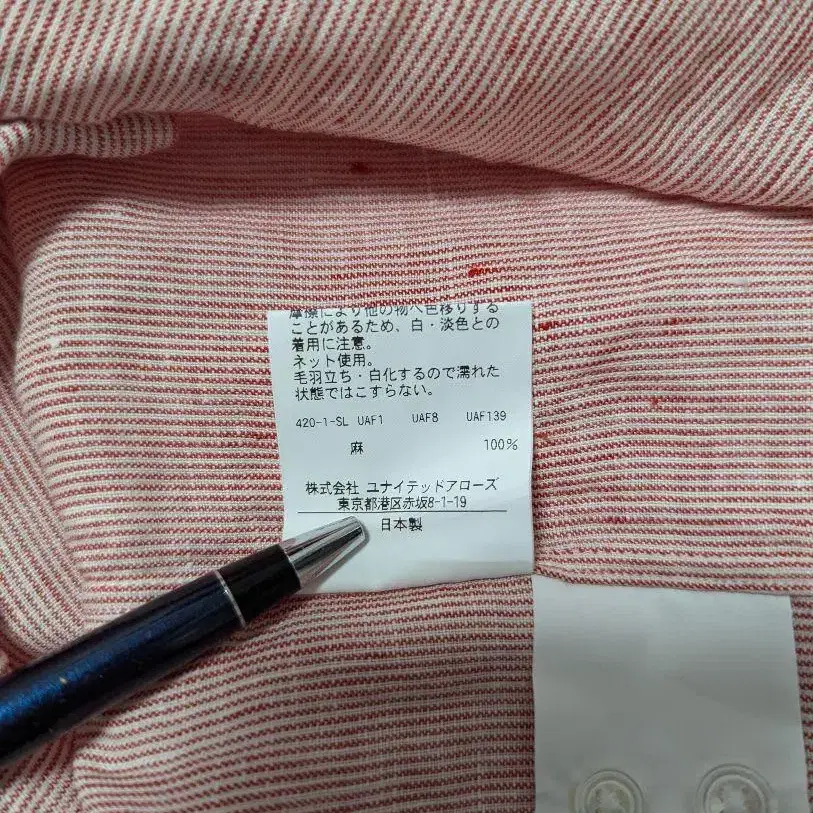 摩擦により他の物へ色移りする
ことがあるため、白・淡色との
着用に注意。
ネット使用。
毛羽立ち・白化するので濡れた
状態ではこすらない。
420-1-SL UAF1 UAF8 UAF139
麻 100%
株式会社 ユナイテッドアローズ
東京都港区赤坂8-1-19
日本製